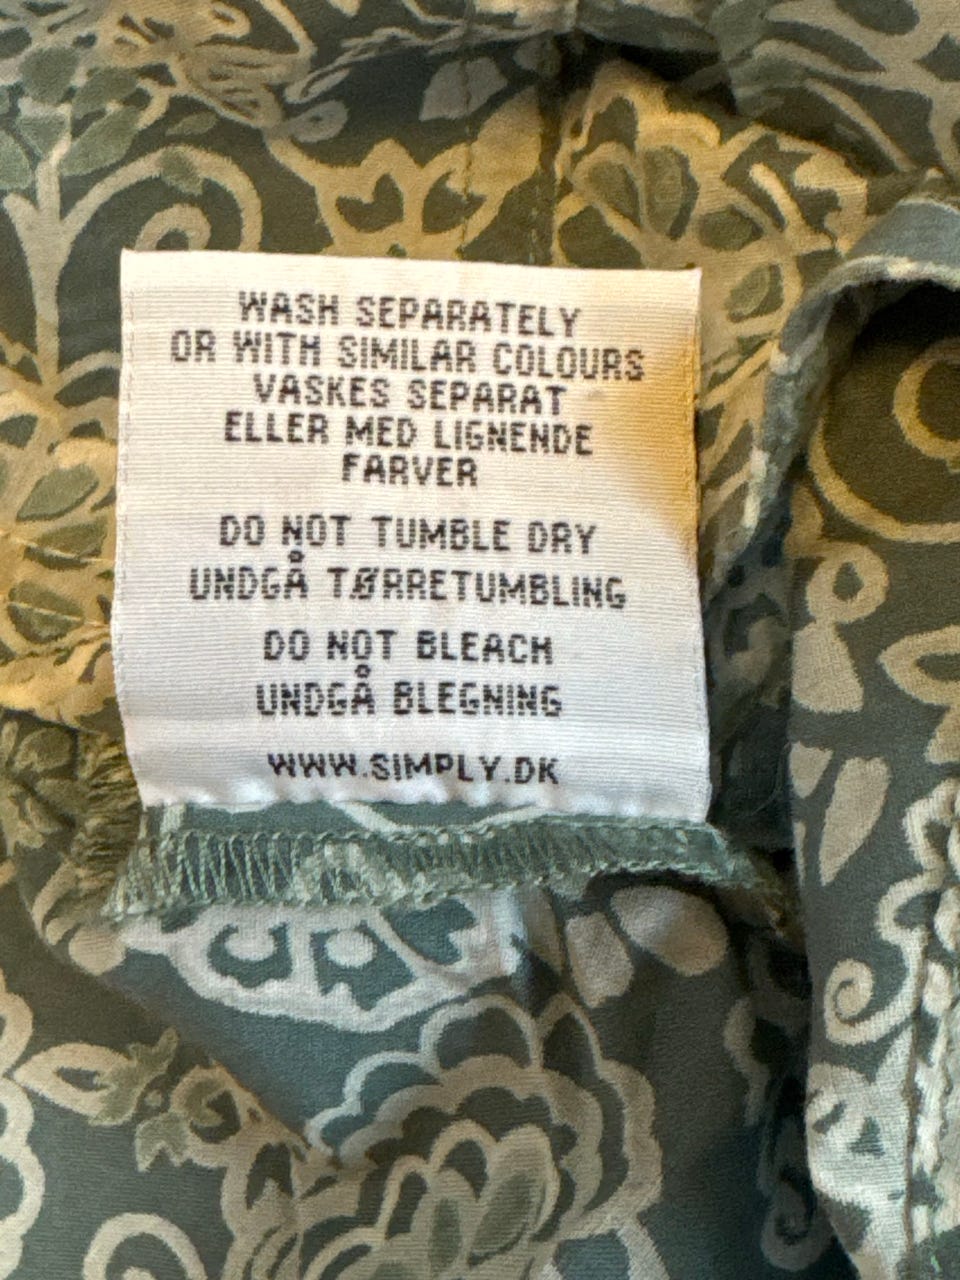 WASH SEPARATELY
OR WITH SIMILAR COLOURS
VASKES SEPARAT
ELLER MED LIGNENDE
FARVER
DO NOT TUMBLE DRY
UNDGÅ TØRRETUMBLING
DO NOT BLEACH
UNDGÅ BLEGNING
WWW.SIMPLY.DK